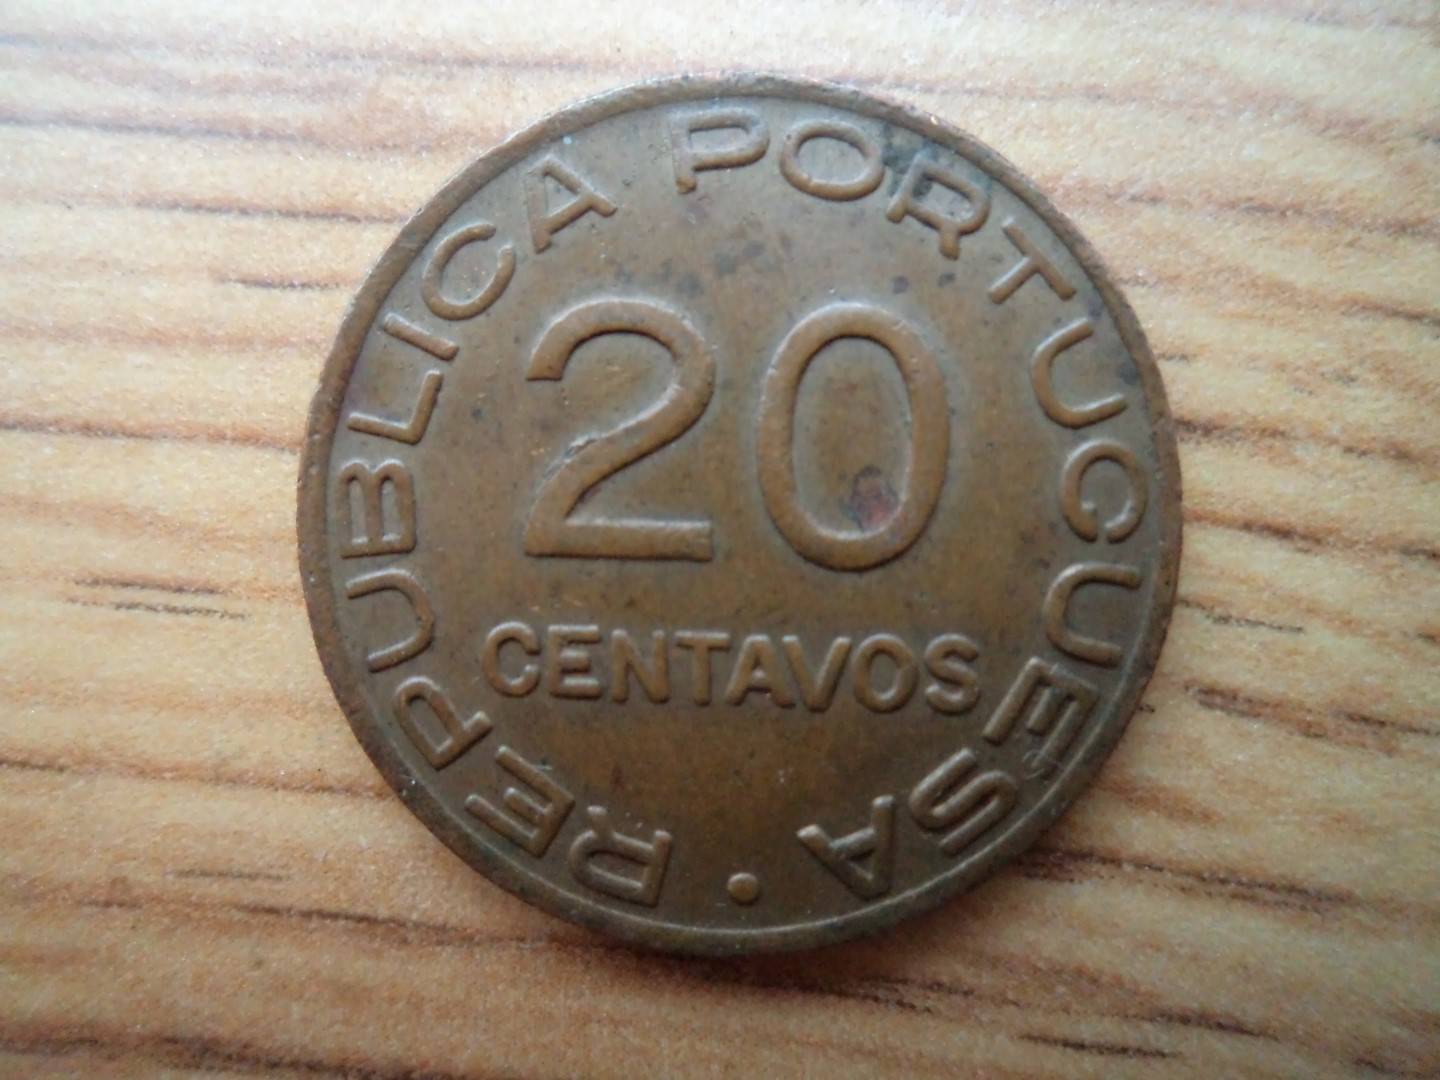 REPUBLICA PORTUGUESA •
20
CENTAVOS